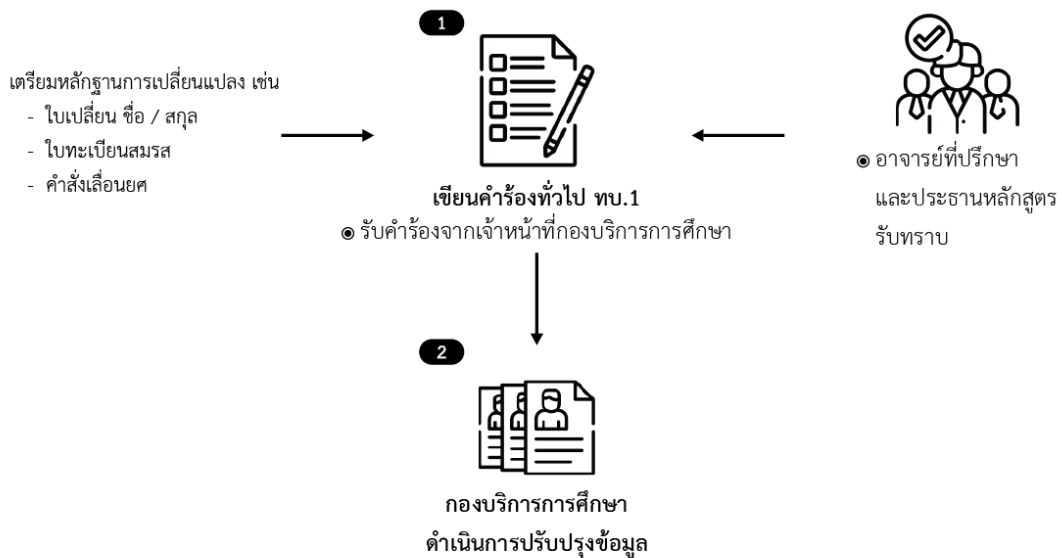 1
เตรียมหลักฐานการเปลี่ยนแปลง เช่น
- ใบเปลี่ยน ชื่อ / สกุล
- ใบทะเบียนสมรส
- คำสั่งเลื่อนยศ
เขียนคำร้องทั่วไป ทบ.1
◉ รับคำร้องจากเจ้าหน้าที่กองบริการการศึกษา
◉ อาจารย์ที่ปรึกษา
และประธานหลักสูตร
รับทราบ
2
กองบริการการศึกษา
ดำเนินการปรับปรุงข้อมูล